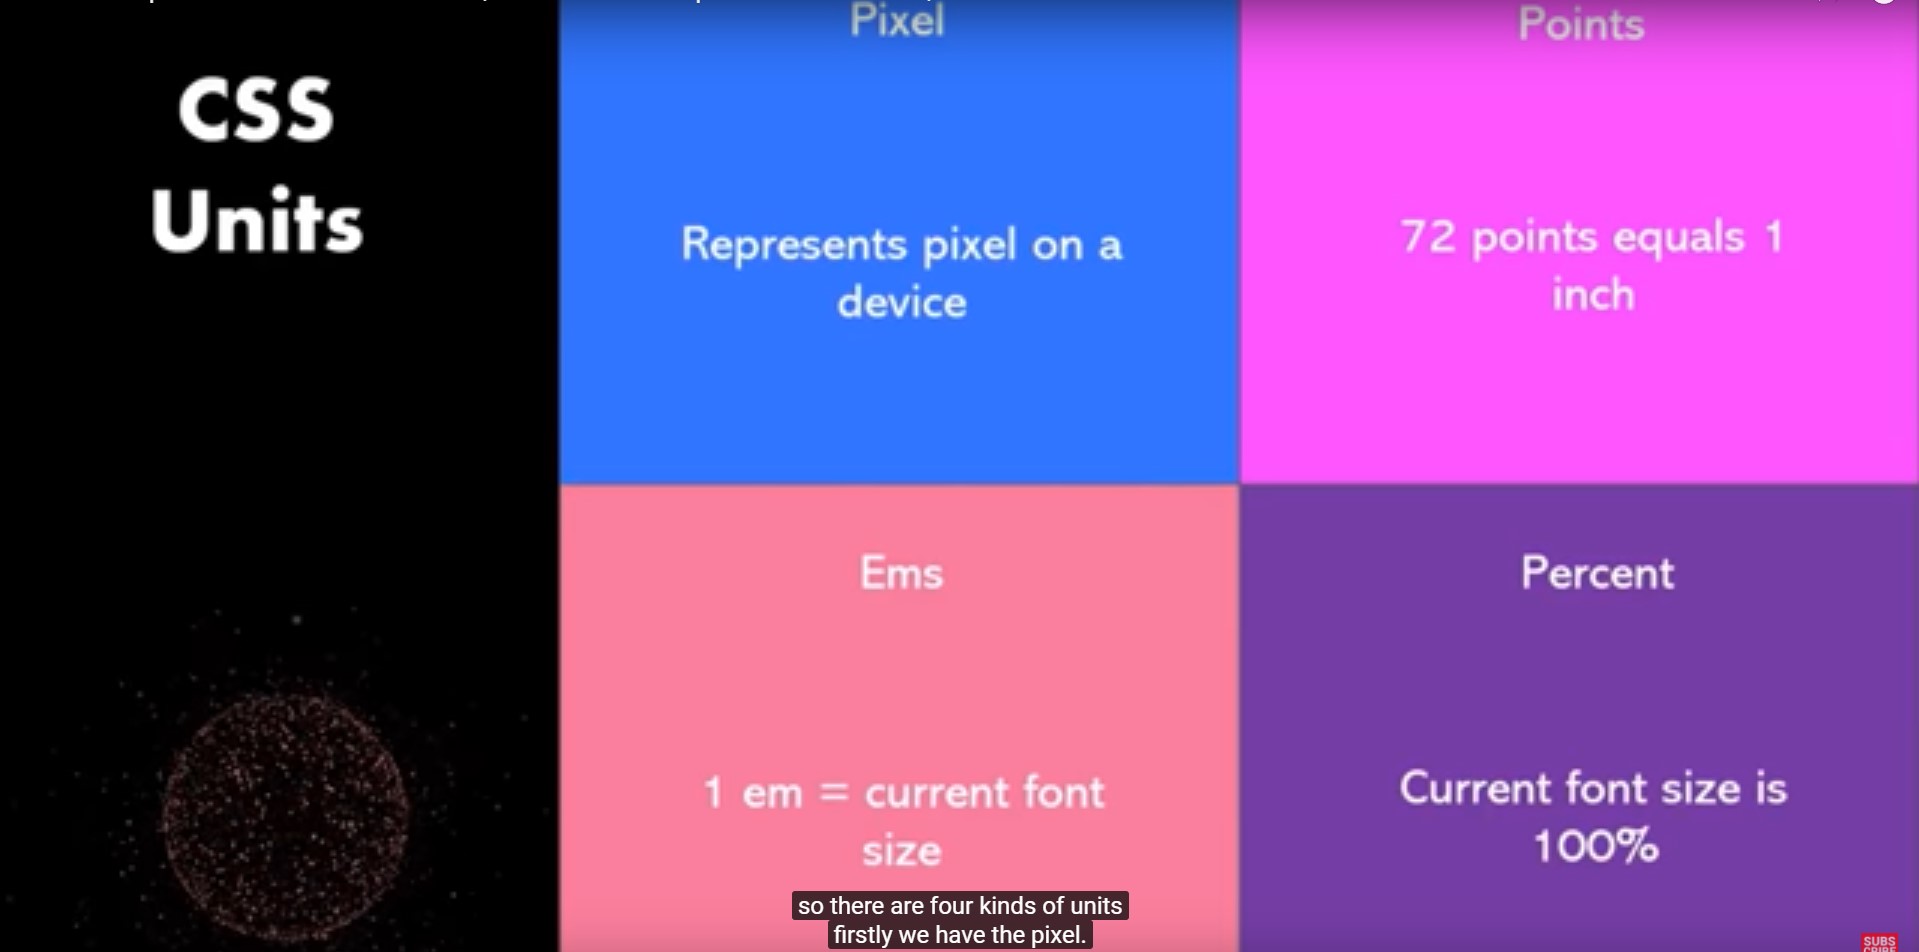 CSS
Units
Pixel
Represents pixel on a
device
Points
72 points equals 1
inch
Ems
1 em = current font
size
Percent
Current font size is
100%
so there are four kinds of units
firstly we have the pixel.
SUBS
CRIBE